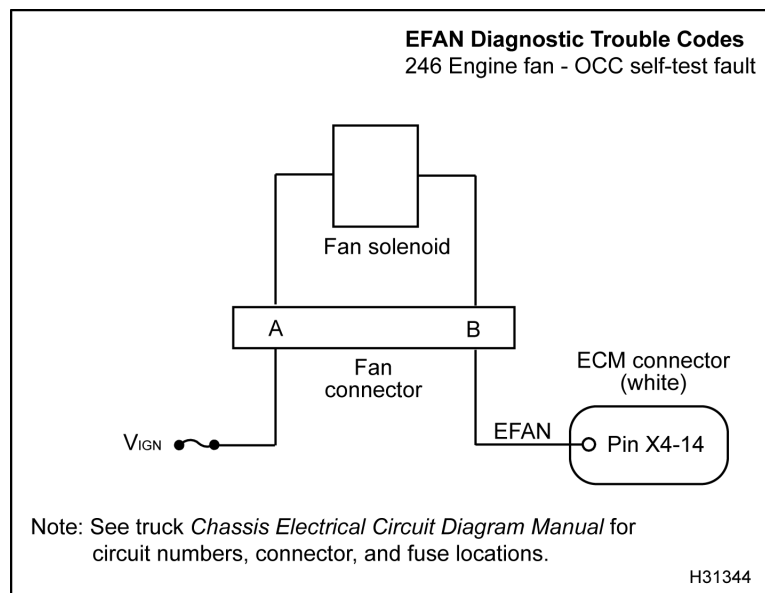 EFAN Diagnostic Trouble Codes
246 Engine fan - OCC self-test fault
Fan solenoid
A
B
Fan
connector
ECM connector
(white)
VIGN
EFAN
Pin X4-14
Note: See truck Chassis Electrical Circuit Diagram Manual for
circuit numbers, connector, and fuse locations.
H31344